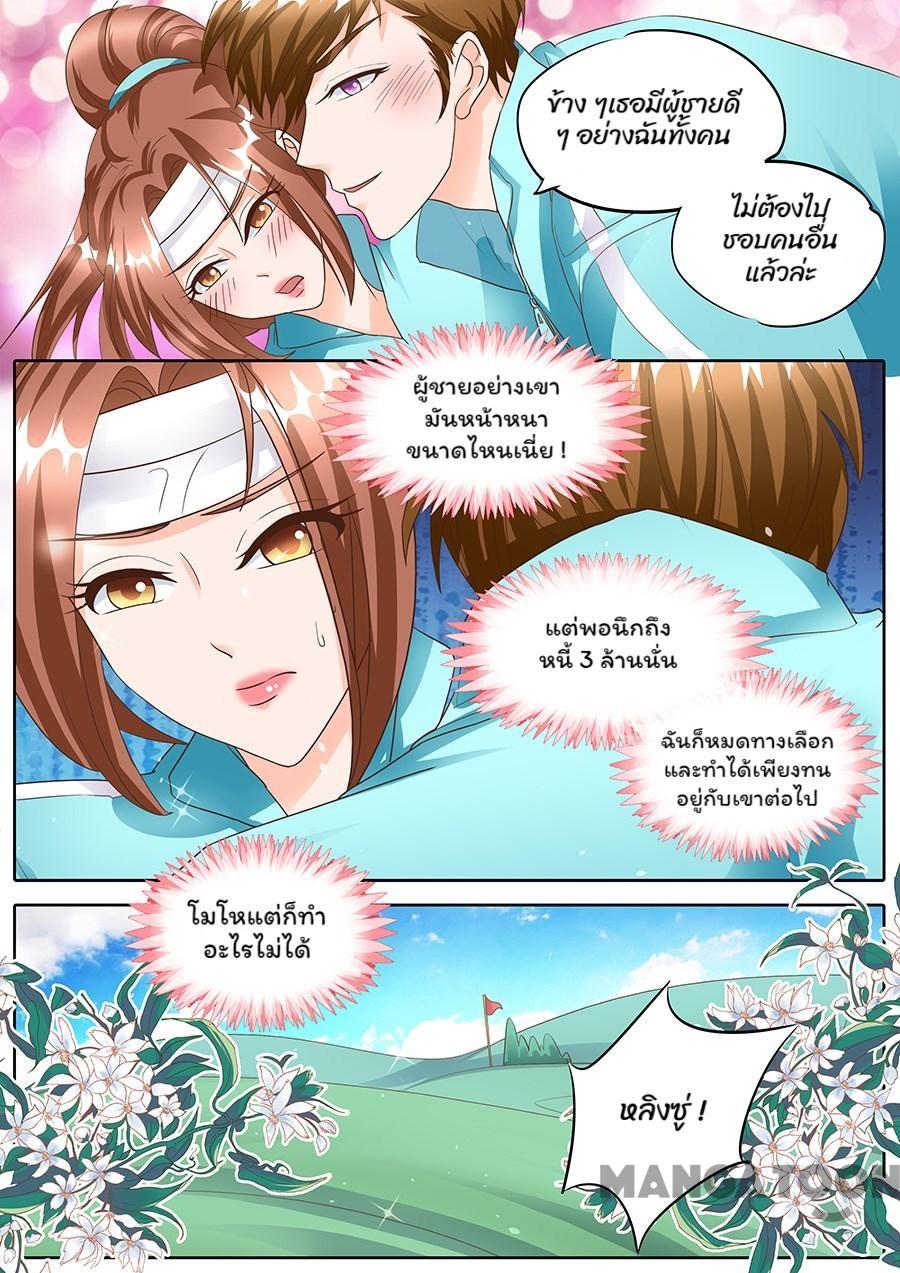 ข้าง ๆเธอมีผู้ชายดี
ๆ อย่างฉันทั้งคน
ไม่ต้องไป
ชอบคนอื่น
แล้วล่ะ
ผู้ชายอย่างเขา
มันหน้าหนา
ขนาดไหนเนี่ย !
แต่พอนึกถึง
หนี้ 3 ล้านนั่น
ฉันก็หมดทางเลือก
และทำได้เพียงทน
อยู่กับเขาต่อไป
โมโหแต่ก็ทำ
อะไรไม่ได้
หลิงซู่ !
MANGATOON